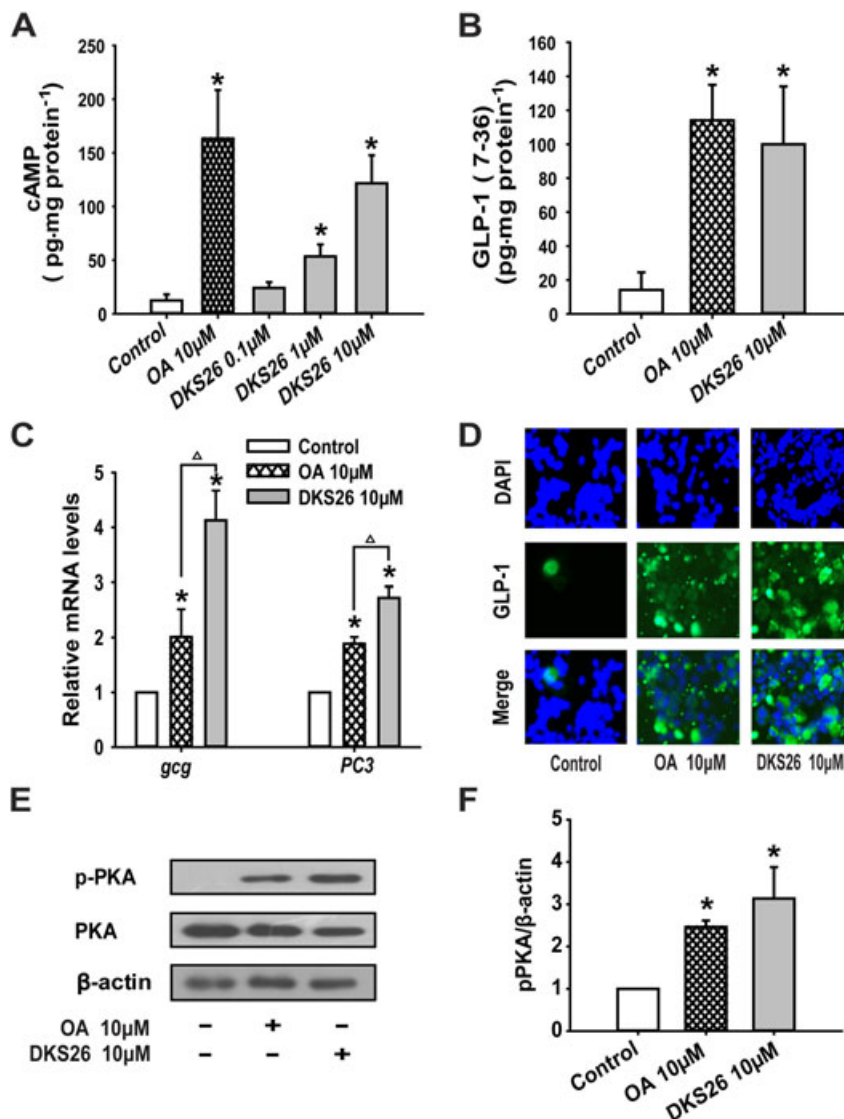 A
cAMP
( pg·mg protein⁻¹)
250
200
150
100
50
0
*
*
*
Control
OA 10μM
DKS26 0.1μM
DKS26 1μM
DKS26 10μM
B
GLP-1 ( 7-36)
(pg·mg protein⁻¹)
160
140
120
100
80
60
40
20
0
*
*
Control
OA 10μM
DKS26 10μM
C
Relative mRNA levels
5
4
3
2
1
0
Control
OA 10μM
DKS26 10μM
△
*
*
△
*
*
gcg
PC3
D
DAPI
GLP-1
Merge
Control
OA 10μM
DKS26 10μM
E
p-PKA
PKA
β-actin
OA 10μM - + -
DKS26 10μM - - +
F
pPKA/β-actin
5
4
3
2
1
0
*
*
Control
OA 10μM
DKS26 10μM